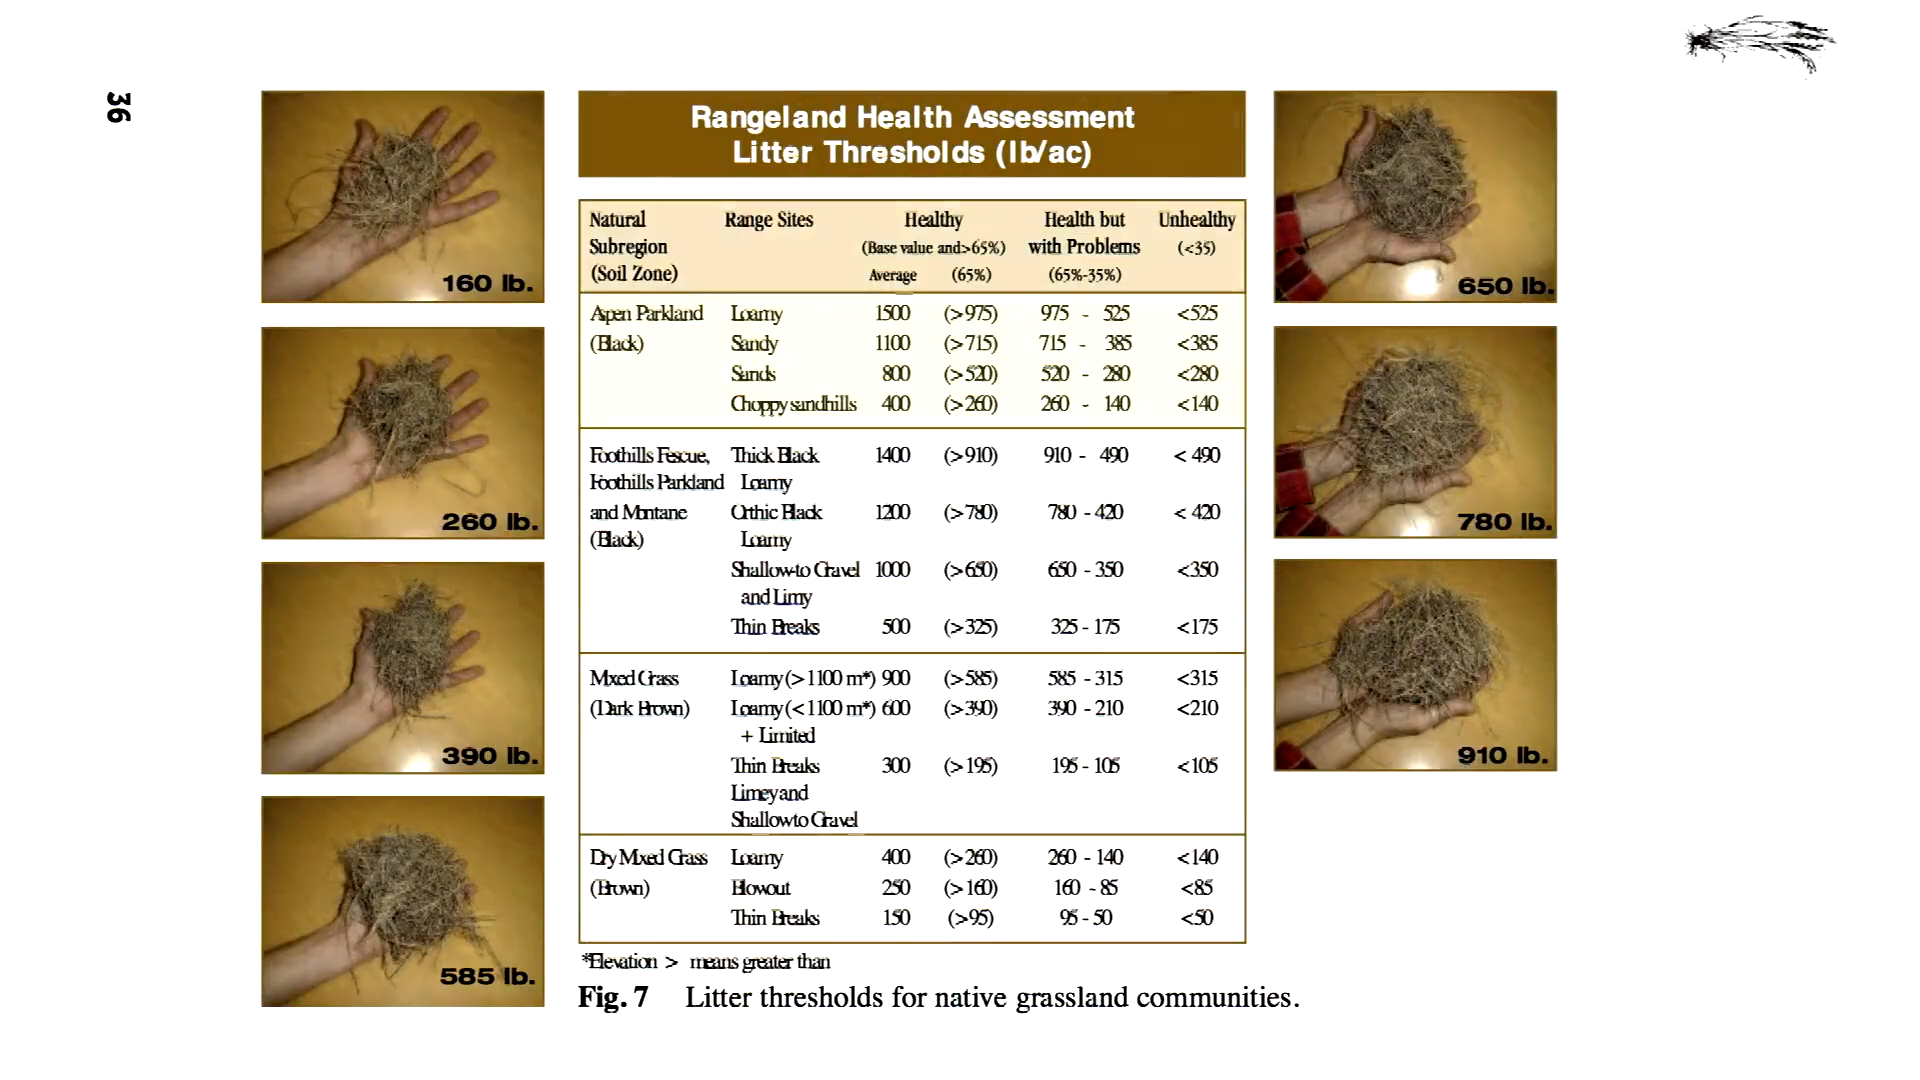 36
160 lb.
260 lb.
390 lb.
585 lb.
Rangeland Health Assessment
Litter Thresholds (lb/ac)
Natural Range Sites Healthy Health but Unhealthy
Subregion (Base value and>65%) with Problems (<35)
(Soil Zone) Average (65%) (65%-35%)
Aspen Parkland Loamy 1500 (>975) 975 - 525 <525
(Black) Sandy 1100 (>715) 715 - 385 <385
Sands 800 (>520) 520 - 280 <280
Choppy sandhills 400 (>260) 260 - 140 <140
Foothills Fescue, Thick Black 1400 (>910) 910 - 490 < 490
Foothills Parkland Loamy
and Montane Orthic Black 1200 (>780) 780 - 420 < 420
(Black) Loamy
Shallow-to Gravel 1000 (>650) 650 - 350 <350
and Limy
Thin Breaks 500 (>325) 325 - 175 <175
Mixed Grass Loamy (> 1100 m*) 900 (>585) 585 - 315 <315
(Dark Brown) Loamy (< 1100 m*) 600 (>390) 390 - 210 <210
+ Limited
Thin Breaks 300 (>195) 195 - 105 <105
Limey and
Shallow to Gravel
Dry Mixed Grass Loamy 400 (>260) 260 - 140 <140
(Brown) Blowout 250 (>160) 160 - 85 <85
Thin Breaks 150 (>95) 95 - 50 <50
*Elevation > means greater than
Fig. 7 Litter thresholds for native grassland communities.
650 lb.
780 lb.
910 lb.